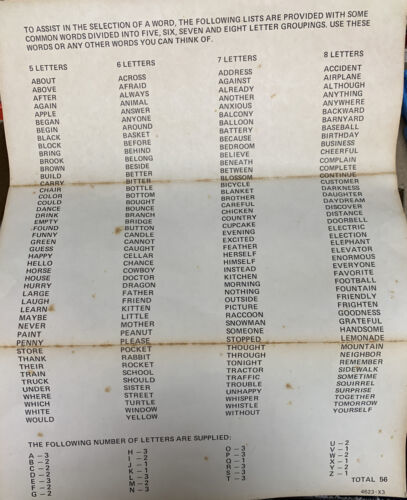 TO ASSIST IN THE SELECTION OF A WORD, THE FOLLOWING LISTS ARE PROVIDED WITH SOME
COMMON WORDS DIVIDED INTO FIVE, SIX, SEVEN AND EIGHT LETTER GROUPINGS. USE THESE
WORDS OR ANY OTHER WORDS YOU CAN THINK OF.
5 LETTERS
ABOUT
ABOVE
AFTER
AGAIN
APPLE
BEGAN
BEGIN
BLACK
BLOCK
BRING
BROOK
BROWN
BUILD
CARRY
CHAIR
COLOR
COULD
DANCE
DRINK
EMPTY
FOUND
FUNNY
GREEN
GUESS
HAPPY
HELLO
HORSE
HOUSE
HURRY
LARGE
LAUGH
LEARN
MAYBE
NEVER
PAINT
PENNY
STORE
THANK
THEIR
TRAIN
TRUCK
UNDER
WHERE
WHICH
WHITE
WOULD
6 LETTERS
ACROSS
AFRAID
ALWAYS
ANIMAL
ANSWER
ANYONE
AROUND
BASKET
BEFORE
BEHIND
BELONG
BESIDE
BETTER
BITTER
BOTTLE
BOTTOM
BOUGHT
BOUNCE
BRANCH
BRIDGE
BUTTON
CANDLE
CANNOT
CAUGHT
CELLAR
CHANCE
COWBOY
DOCTOR
DRAGON
FATHER
FRIEND
KITTEN
LITTLE
MOTHER
PEANUT
PLEASE
POCKET
RABBIT
ROCKET
SCHOOL
SHOULD
SISTER
STREET
TURTLE
WINDOW
YELLOW
7 LETTERS
ADDRESS
AGAINST
ALREADY
ANOTHER
ANXIOUS
BALCONY
BALLOON
BATTERY
BECAUSE
BEDROOM
BELIEVE
BENEATH
BETWEEN
BLOSSOM
BICYCLE
BLANKET
BROTHER
CAREFUL
CHICKEN
COUNTRY
CUPCAKE
EVENING
EXCITED
FEATHER
HERSELF
HIMSELF
INSTEAD
KITCHEN
MORNING
NOTHING
OUTSIDE
PICTURE
RACCOON
SNOWMAN
SOMEONE
STOPPED
THOUGHT
THROUGH
TONIGHT
TRACTOR
TRAFFIC
TROUBLE
UNHAPPY
WHISPER
WHISTLE
WITHOUT
8 LETTERS
ACCIDENT
AIRPLANE
ALTHOUGH
ANYTHING
ANYWHERE
BACKWARD
BARNYARD
BASEBALL
BIRTHDAY
BUSINESS
CHEERFUL
COMPLAIN
COMPLETE
CONTINUE
CUSTOMER
DARKNESS
DAUGHTER
DAYDREAM
DISCOVER
DISTANCE
DOORBELL
ELECTRIC
ELECTION
ELEPHANT
ELEVATOR
ENORMOUS
EVERYONE
FAVORITE
FOOTBALL
FOUNTAIN
FRIENDLY
FRIGHTEN
GOODNESS
GRATEFUL
HANDSOME
LEMONADE
MOUNTAIN
NEIGHBOR
REMEMBER
SIDEWALK
SOMETIME
SQUIRREL
SURPRISE
TOGETHER
TOMORROW
YOURSELF
THE FOLLOWING NUMBER OF LETTERS ARE SUPPLIED:
A – 3
B – 2
C – 2
D – 2
E – 3
F – 2
G – 2
H – 3
I – 2
J – 1
K – 1
L – 3
M – 2
N – 3
O – 3
P – 3
Q – 1
R – 3
S – 3
T – 3
U – 2
V – 1
W – 2
X – 1
Y – 2
Z – 1
TOTAL 56
4623-X3